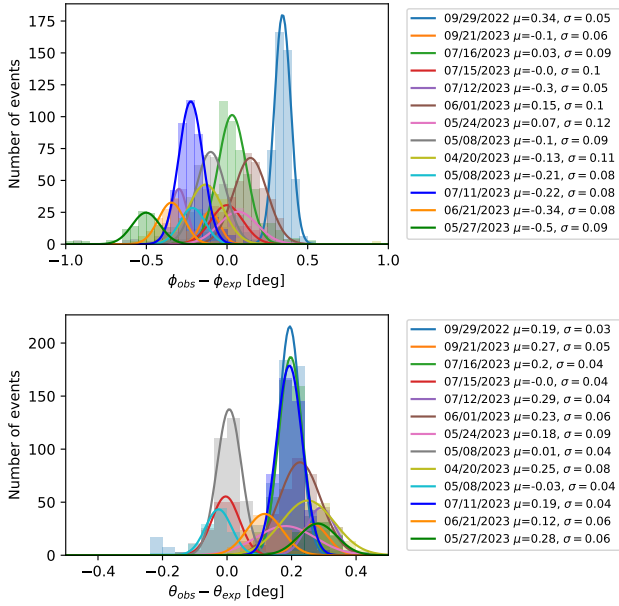 175
150
125
100
75
50
25
0
Number of events
−1.0 −0.5 0.0 0.5 1.0
ϕobs − ϕexp [deg]
09/29/2022 μ=0.34, σ = 0.05
09/21/2023 μ=-0.1, σ = 0.06
07/16/2023 μ=0.03, σ = 0.09
07/15/2023 μ=-0.0, σ = 0.1
07/12/2023 μ=-0.3, σ = 0.05
06/01/2023 μ=0.15, σ = 0.1
05/24/2023 μ=0.07, σ = 0.12
05/08/2023 μ=-0.1, σ = 0.09
04/20/2023 μ=-0.13, σ = 0.11
05/08/2023 μ=-0.21, σ = 0.08
07/11/2023 μ=-0.22, σ = 0.08
06/21/2023 μ=-0.34, σ = 0.08
05/27/2023 μ=-0.5, σ = 0.09
200
150
100
50
0
Number of events
−0.4 −0.2 0.0 0.2 0.4
θobs − θexp [deg]
09/29/2022 μ=0.19, σ = 0.03
09/21/2023 μ=0.27, σ = 0.05
07/16/2023 μ=0.2, σ = 0.04
07/15/2023 μ=-0.0, σ = 0.04
07/12/2023 μ=0.29, σ = 0.04
06/01/2023 μ=0.23, σ = 0.06
05/24/2023 μ=0.18, σ = 0.09
05/08/2023 μ=0.01, σ = 0.04
04/20/2023 μ=0.25, σ = 0.08
05/08/2023 μ=-0.03, σ = 0.04
07/11/2023 μ=0.19, σ = 0.04
06/21/2023 μ=0.12, σ = 0.06
05/27/2023 μ=0.28, σ = 0.06